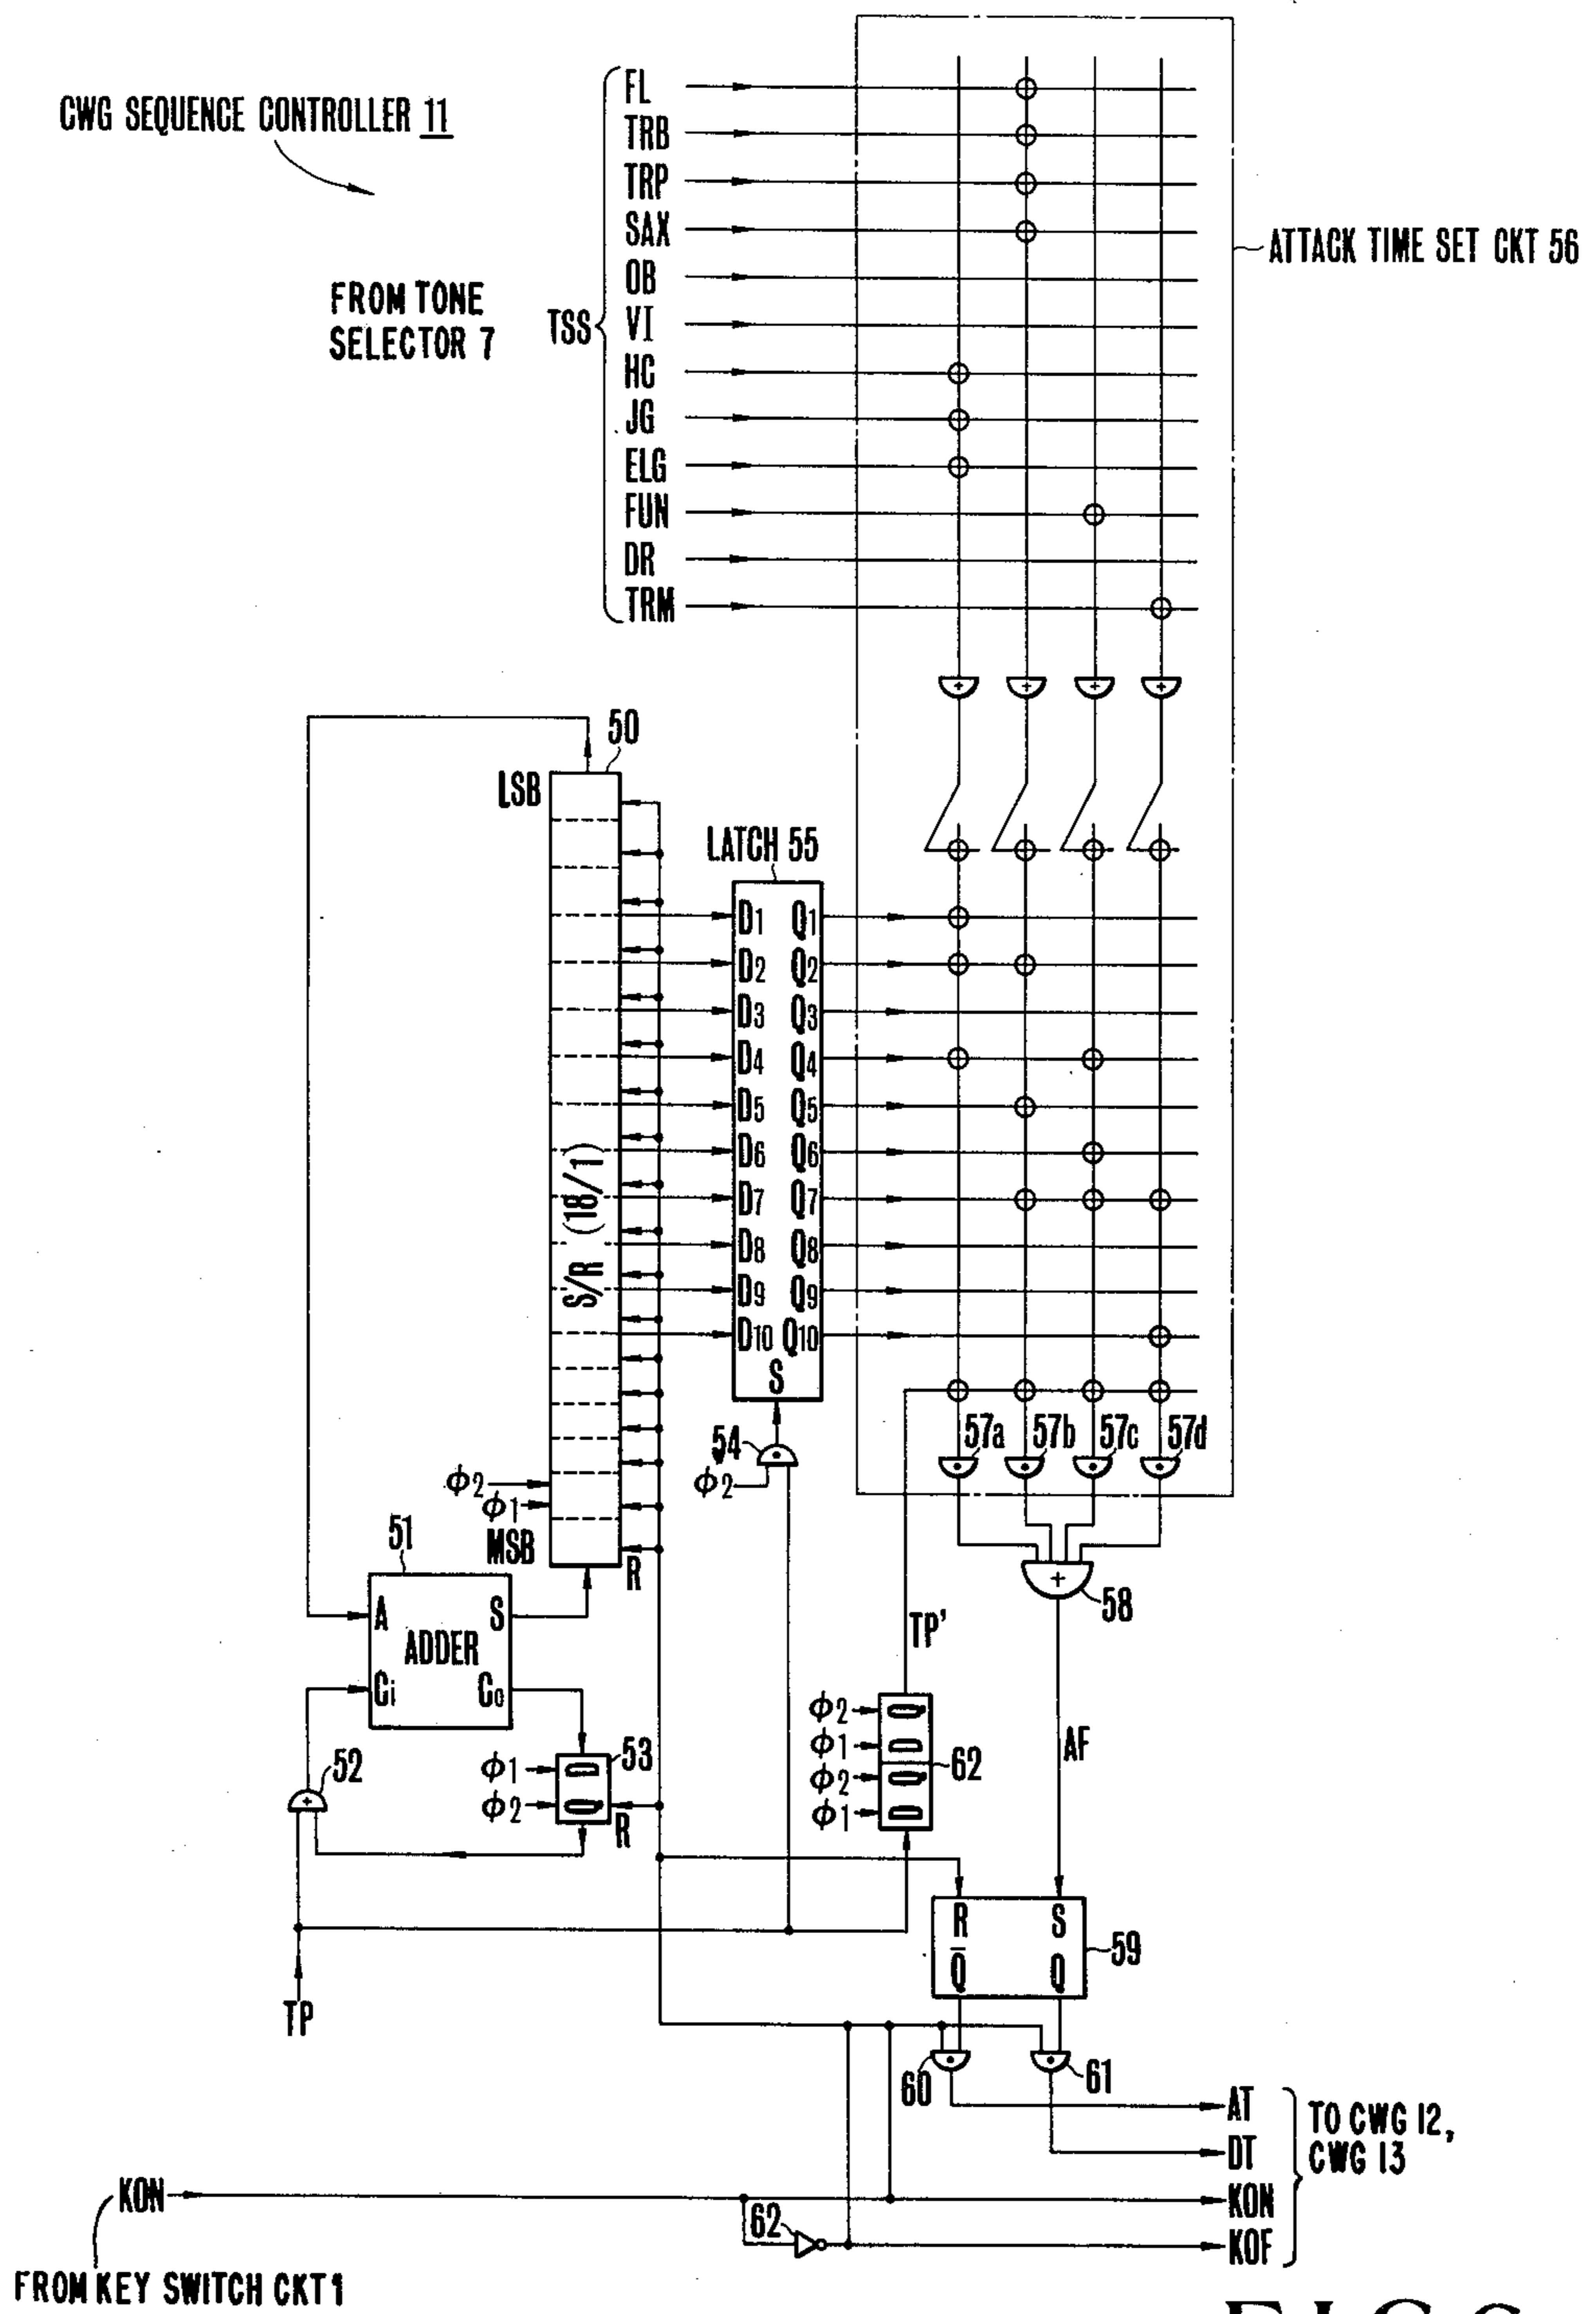 CWG SEQUENCE CONTROLLER 11
FROM TONE
SELECTOR 7
TSS
FL
TRB
TRP
SAX
OB
VI
HC
JG
ELG
FUN
DR
TRM
ATTACK TIME SET CKT 56
+ + + +
50
LSB
S/R (18/1)
LATCH 55
D1 Q1
D2 Q2
D3 Q3
D4 Q4
D5 Q5
D6 Q6
D7 Q7
D8 Q8
D9 Q9
D10 Q10
S
54
ϕ2
57a 57b 57c 57d
ϕ2
ϕ1
MSB
R
51
A S
ADDER
Ci Co
+
58
TP'
AF
52
+
ϕ1
ϕ2
53
R
ϕ2
ϕ1
ϕ2
ϕ1
62
R S
Q̅ Q
59
TP
60
61
AT
DT
KON
KOF
TO CWG 12,
CWG 13
KON
62
FROM KEY SWITCH CKT 1